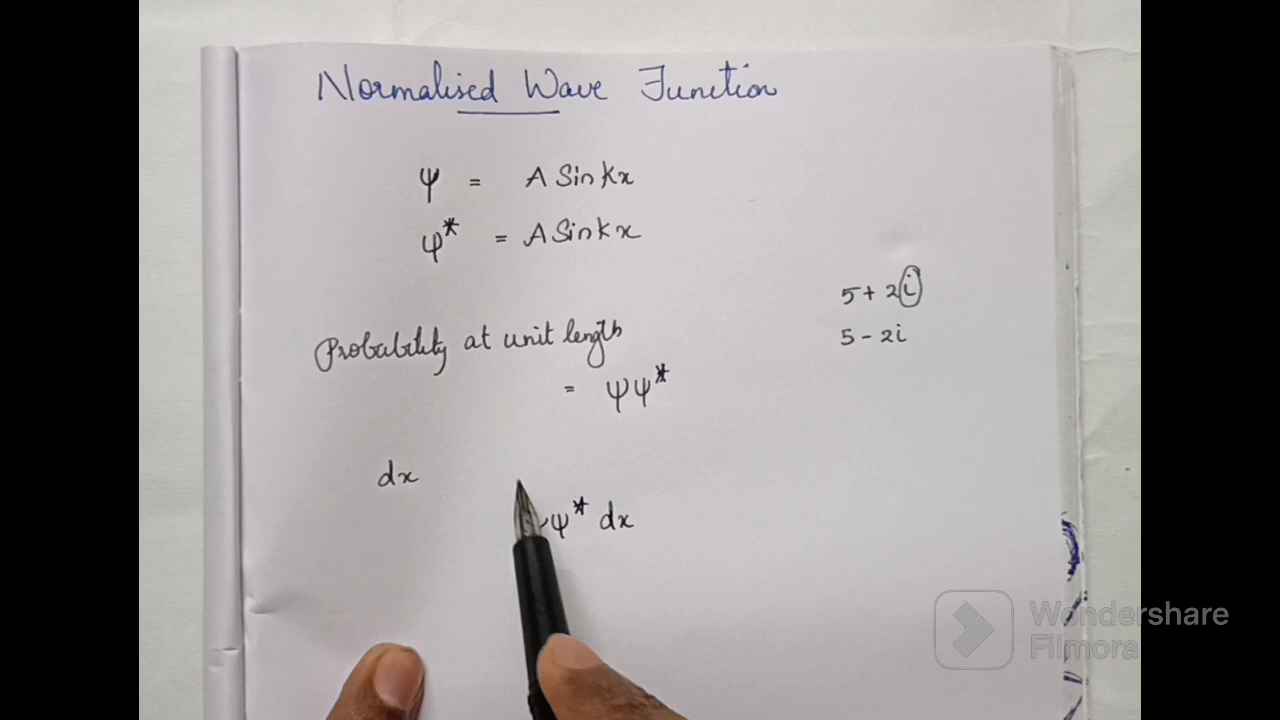 Normalised Wave Function
ψ = A Sin Kx
ψ* = A Sin Kx
5 + 2i
5 - 2i
Probability at unit length
= ψψ*
dx
ψ* dx
Wondershare
Filmora